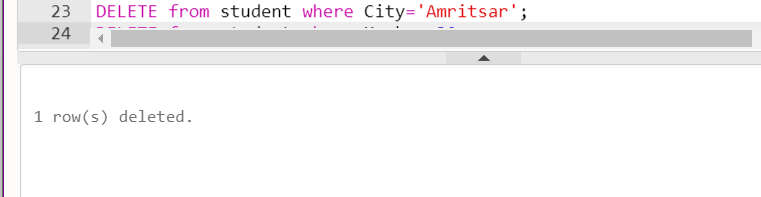 23 DELETE from student where City='Amritsar';
24
1 row(s) deleted.